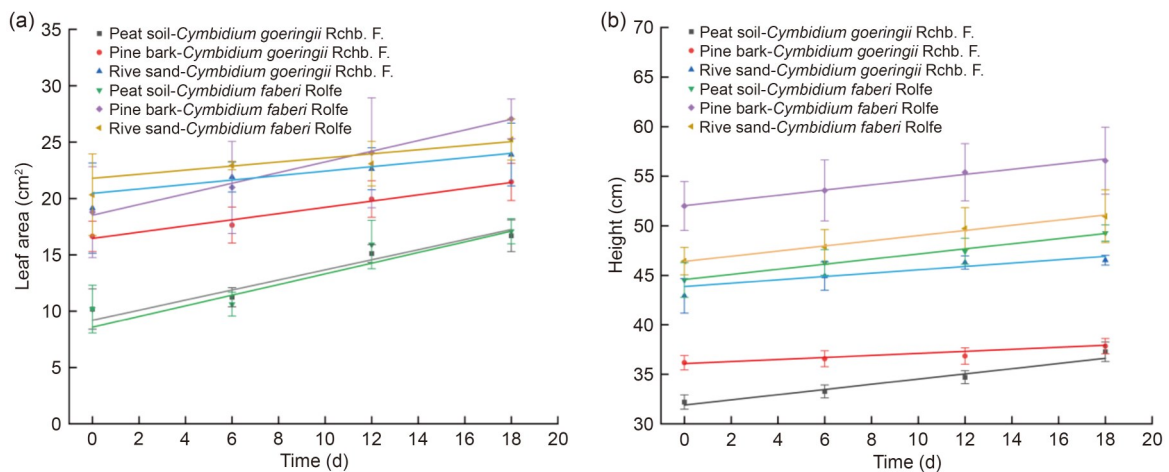 (a)
35
30
25
20
15
10
5
0
Leaf area (cm²)
Peat soil-Cymbidium goeringii Rchb. F.
Pine bark-Cymbidium goeringii Rchb. F.
Rive sand-Cymbidium goeringii Rchb. F.
Peat soil-Cymbidium faberi Rolfe
Pine bark-Cymbidium faberi Rolfe
Rive sand-Cymbidium faberi Rolfe
0 2 4 6 8 10 12 14 16 18 20
Time (d)
(b)
70
65
60
55
50
45
40
35
30
Height (cm)
Peat soil-Cymbidium goeringii Rchb. F.
Pine bark-Cymbidium goeringii Rchb. F.
Rive sand-Cymbidium goeringii Rchb. F.
Peat soil-Cymbidium faberi Rolfe
Pine bark-Cymbidium faberi Rolfe
Rive sand-Cymbidium faberi Rolfe
0 2 4 6 8 10 12 14 16 18 20
Time (d)